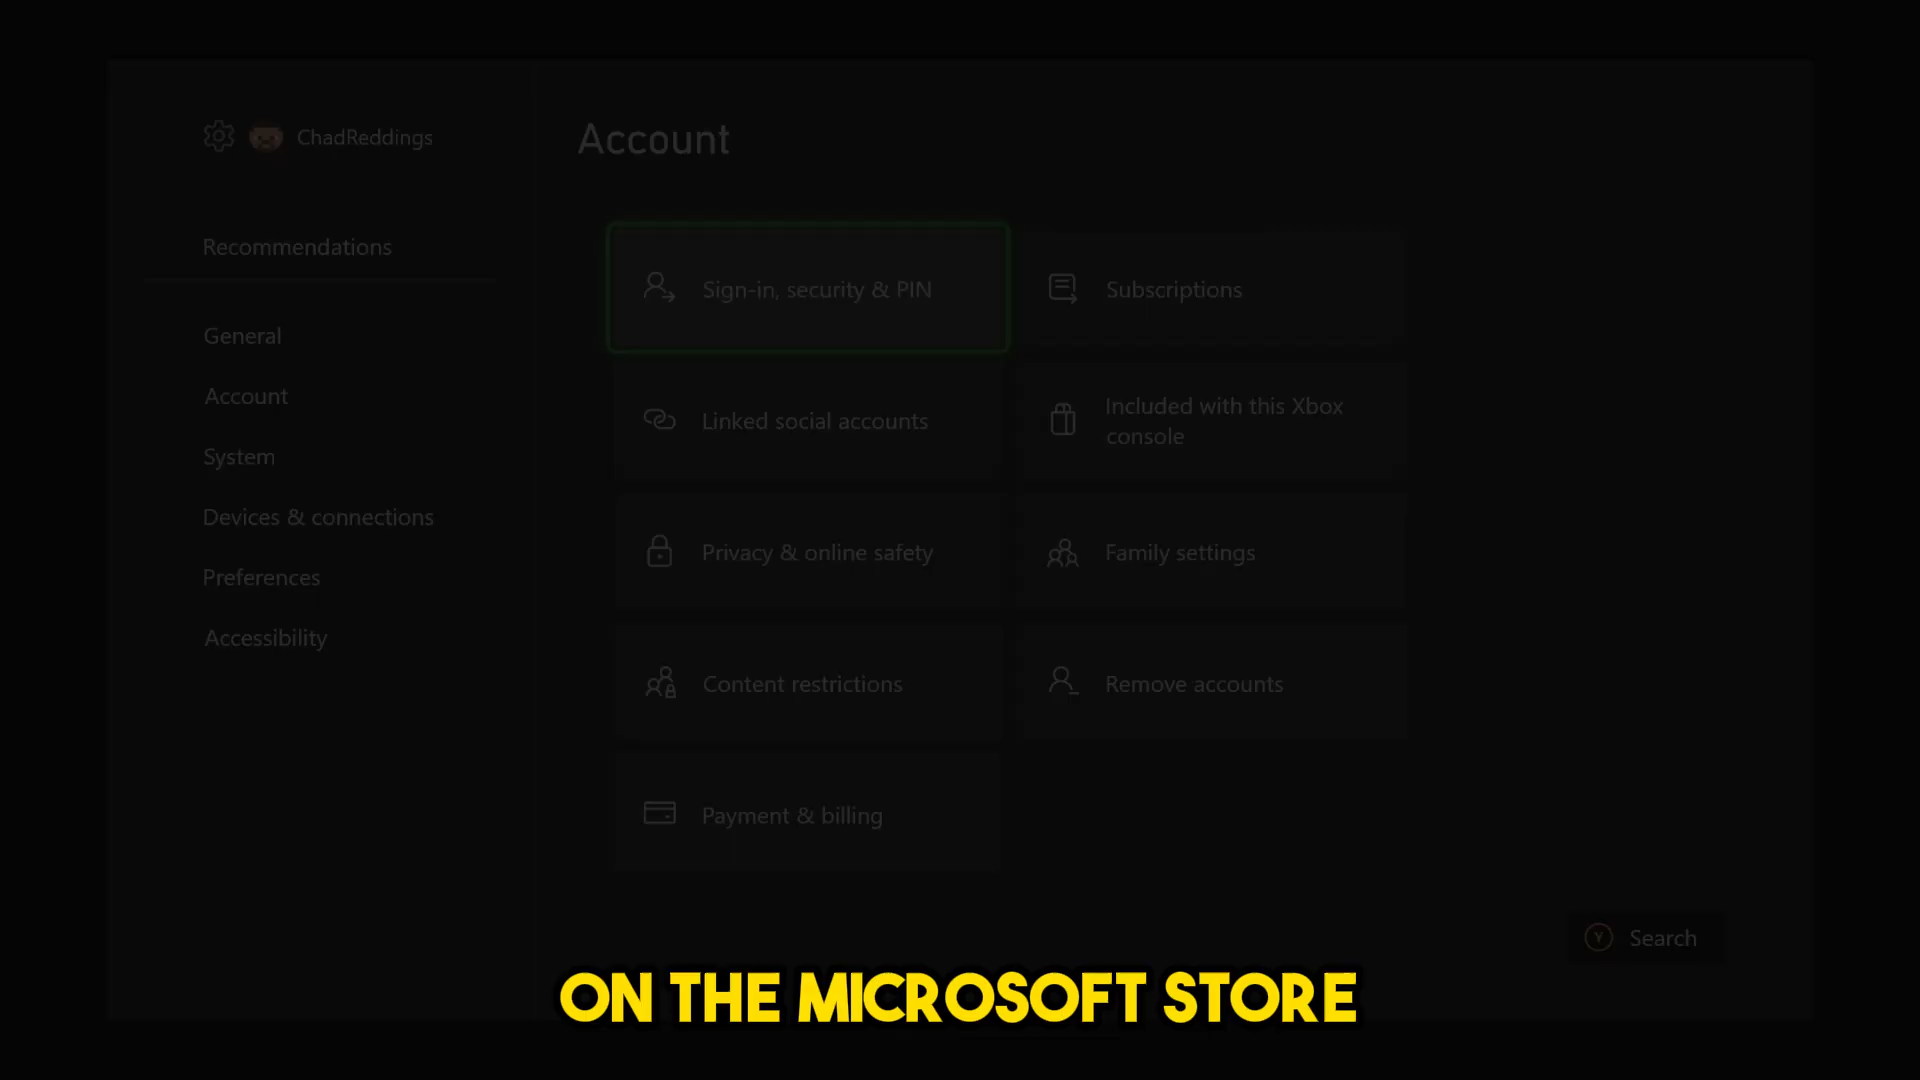 ChadReddings
Account
Recommendations
General
Account
System
Devices & connections
Preferences
Accessibility
Sign-in, security & PIN
Subscriptions
Linked social accounts
Included with this Xbox
console
Privacy & online safety
Family settings
Content restrictions
Remove accounts
Payment & billing
Y Search
ON THE MICROSOFT STORE